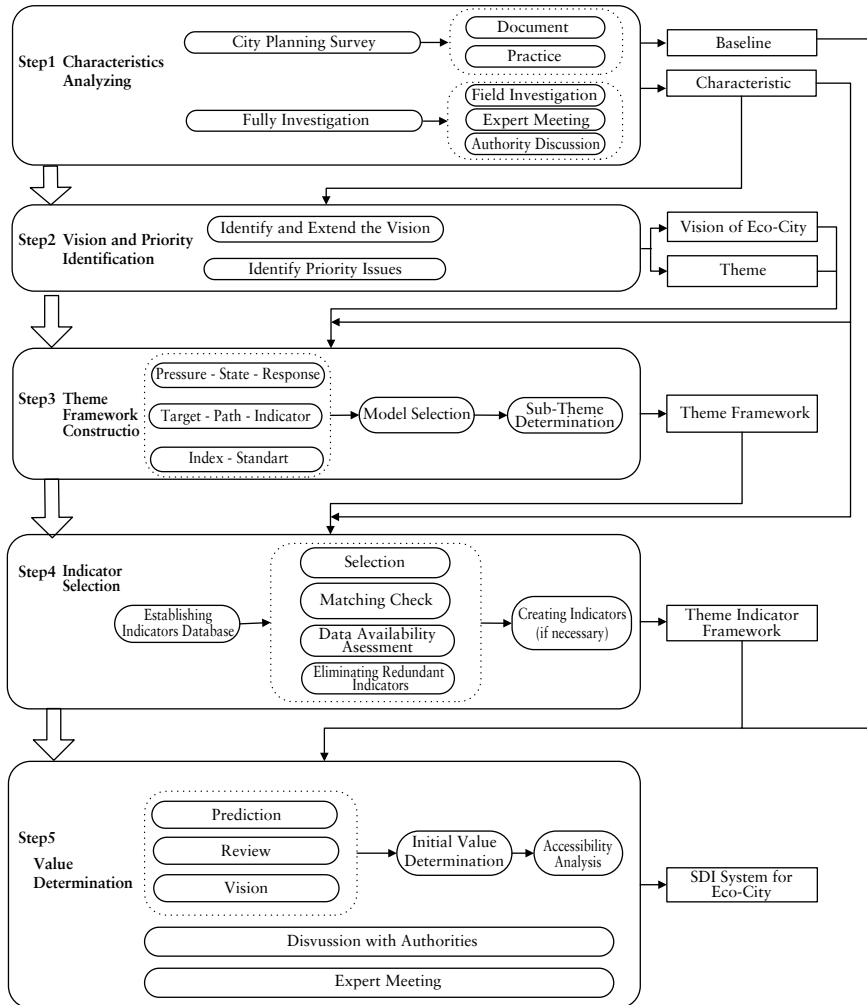 Step1 Characteristics
Analyzing
City Planning Survey
Document
Practice
Fully Investigation
Field Investigation
Expert Meeting
Authority Discussion
Baseline
Characteristic
Step2 Vision and Priority
Identification
Identify and Extend the Vision
Identify Priority Issues
Vision of Eco-City
Theme
Step3 Theme
Framework
Constructio
Pressure - State - Response
Target - Path - Indicator
Index - Standart
Model Selection
Sub-Theme
Determination
Theme Framework
Step4 Indicator
Selection
Establishing
Indicators Database
Selection
Matching Check
Data Availability
Asessment
Eliminating Redundant
Indicators
Creating Indicators
(if necessary)
Theme Indicator
Framework
Step5
Value
Determination
Prediction
Review
Vision
Initial Value
Determination
Accessibility
Analysis
SDI System for
Eco-City
Disvussion with Authorities
Expert Meeting